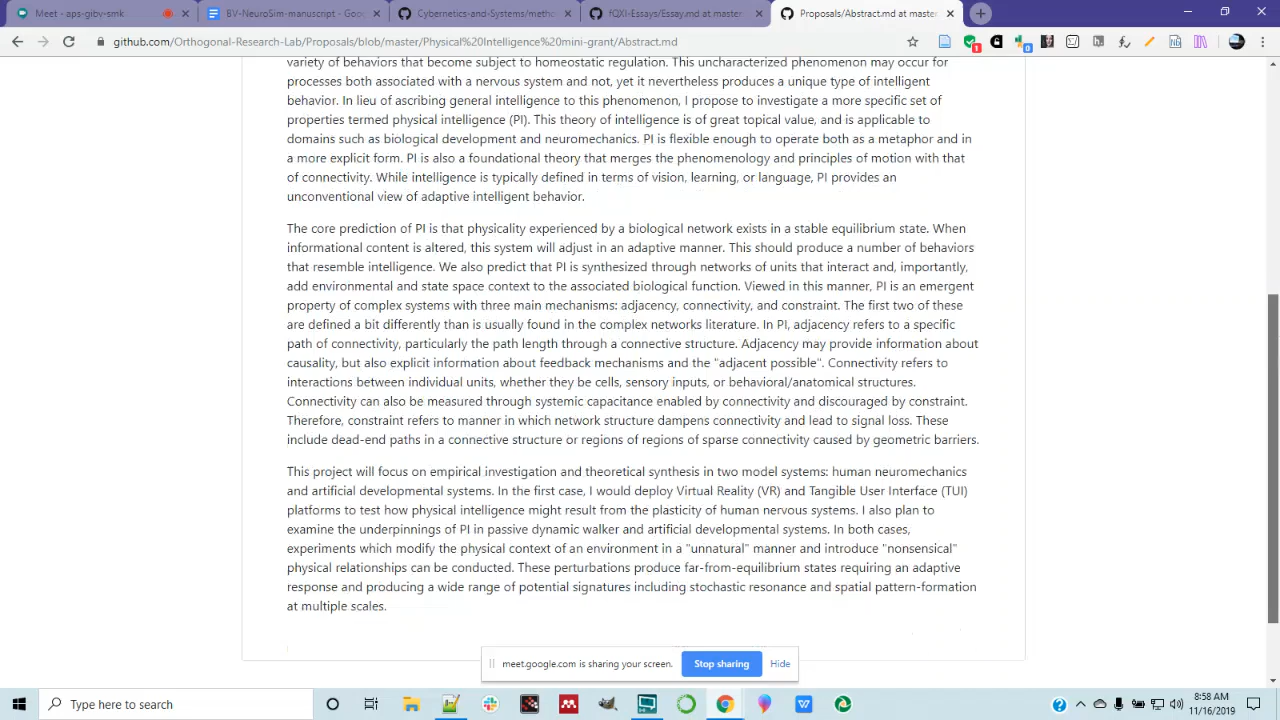 Meet - aps-gibv-smk
BV-NeuroSim-manuscript - Goog
Cybernetics-and-Systems/metho
fQXI-Essays/Essay.md at master
Proposals/Abstract.md at master
github.com/Orthogonal-Research-Lab/Proposals/blob/master/Physical%20Intelligence%20mini-grant/Abstract.md
variety of behaviors that become subject to homeostatic regulation. This uncharacterized phenomenon may occur for
processes both associated with a nervous system and not, yet it nevertheless produces a unique type of intelligent
behavior. In lieu of ascribing general intelligence to this phenomenon, I propose to investigate a more specific set of
properties termed physical intelligence (PI). This theory of intelligence is of great topical value, and is applicable to
domains such as biological development and neuromechanics. PI is flexible enough to operate both as a metaphor and in
a more explicit form. PI is also a foundational theory that merges the phenomenology and principles of motion with that
of connectivity. While intelligence is typically defined in terms of vision, learning, or language, PI provides an
unconventional view of adaptive intelligent behavior.
The core prediction of PI is that physicality experienced by a biological network exists in a stable equilibrium state. When
informational content is altered, this system will adjust in an adaptive manner. This should produce a number of behaviors
that resemble intelligence. We also predict that PI is synthesized through networks of units that interact and, importantly,
add environmental and state space context to the associated biological function. Viewed in this manner, PI is an emergent
property of complex systems with three main mechanisms: adjacency, connectivity, and constraint. The first two of these
are defined a bit differently than is usually found in the complex networks literature. In PI, adjacency refers to a specific
path of connectivity, particularly the path length through a connective structure. Adjacency may provide information about
causality, but also explicit information about feedback mechanisms and the "adjacent possible". Connectivity refers to
interactions between individual units, whether they be cells, sensory inputs, or behavioral/anatomical structures.
Connectivity can also be measured through systemic capacitance enabled by connectivity and discouraged by constraint.
Therefore, constraint refers to manner in which network structure dampens connectivity and lead to signal loss. These
include dead-end paths in a connective structure or regions of regions of sparse connectivity caused by geometric barriers.
This project will focus on empirical investigation and theoretical synthesis in two model systems: human neuromechanics
and artificial developmental systems. In the first case, I would deploy Virtual Reality (VR) and Tangible User Interface (TUI)
platforms to test how physical intelligence might result from the plasticity of human nervous systems. I also plan to
examine the underpinnings of PI in passive dynamic walker and artificial developmental systems. In both cases,
experiments which modify the physical context of an environment in a "unnatural" manner and introduce "nonsensical"
physical relationships can be conducted. These perturbations produce far-from-equilibrium states requiring an adaptive
response and producing a wide range of potential signatures including stochastic resonance and spatial pattern-formation
at multiple scales.
meet.google.com is sharing your screen.
Stop sharing
Hide
Type here to search
8:58 AM
11/16/2019